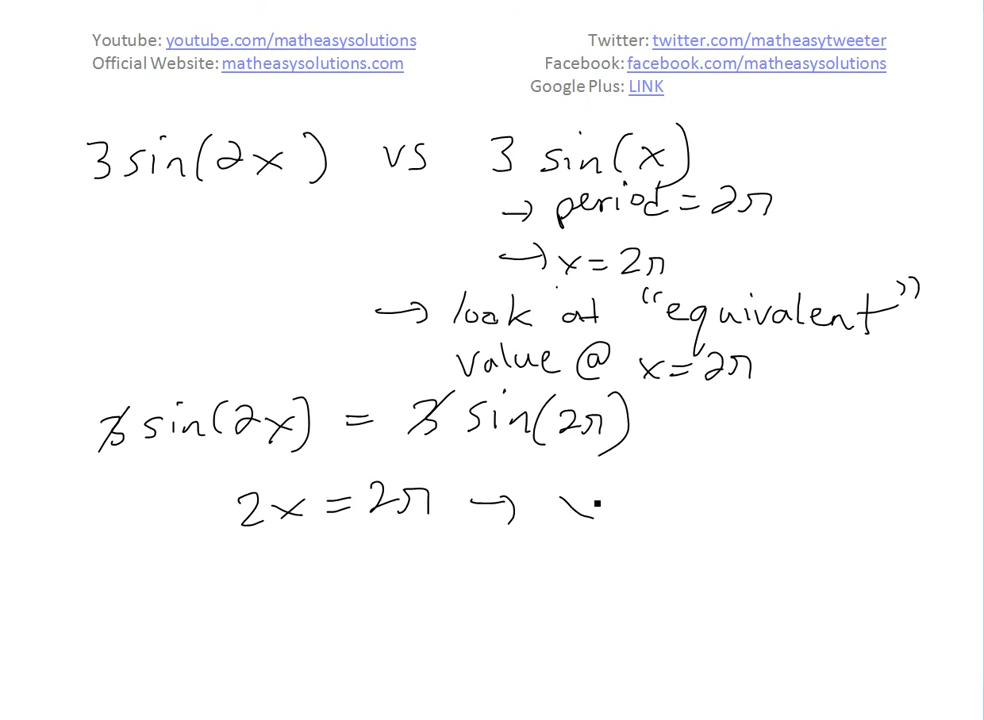 Youtube: youtube.com/matheasysolutions
Twitter: twitter.com/matheasytweeter
Official Website: matheasysolutions.com
Facebook: facebook.com/matheasysolutions
Google Plus: LINK
3 sin(2x) vs 3 sin(x)
→ period = 2π
→ x = 2π
→ look at "equivalent"
value @ x = 2π
3 sin(2x) = 3 sin(2π)
2x = 2π →